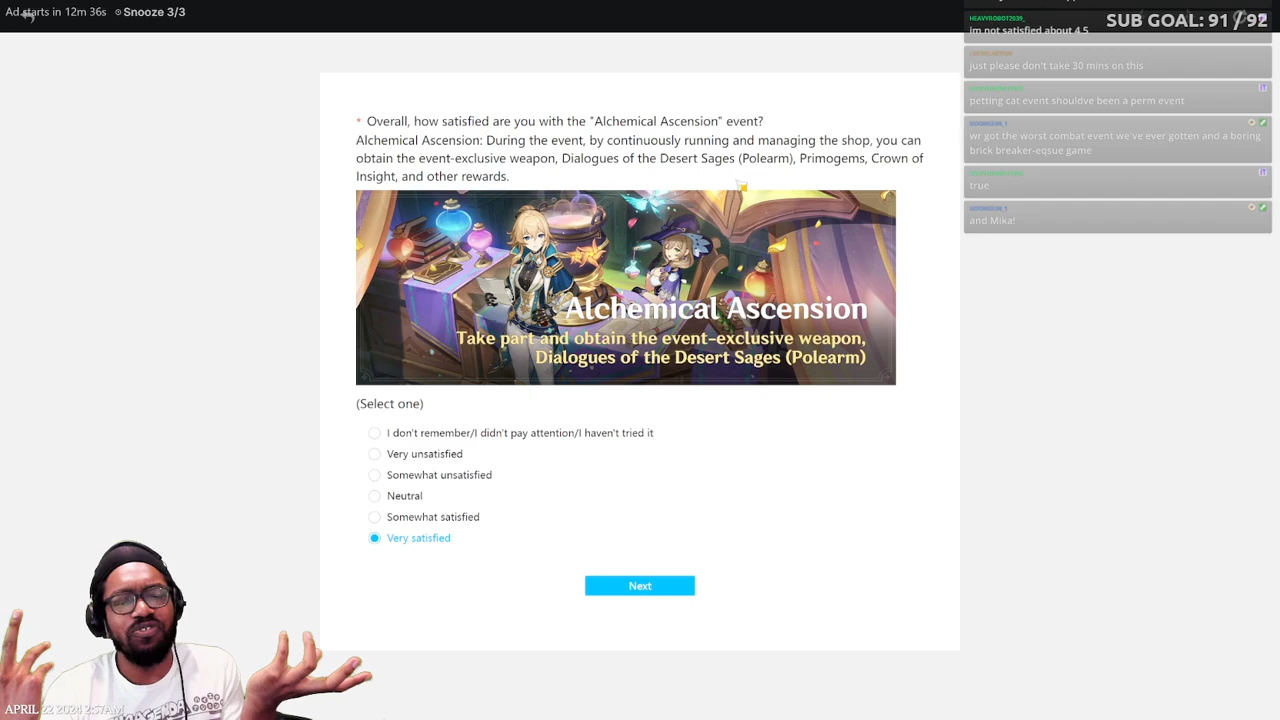 Ad starts in 12m 36s Snooze 3/3
SUB GOAL: 91 / 92
HEAVYROBOT2039_
im not satisfied about 4.5
just please don't take 30 mins on this
petting cat event shouldve been a perm event
wr got the worst combat event we've ever gotten and a boring
brick breaker-eqsue game
true
and Mika!
* Overall, how satisfied are you with the "Alchemical Ascension" event?
Alchemical Ascension: During the event, by continuously running and managing the shop, you can
obtain the event-exclusive weapon, Dialogues of the Desert Sages (Polearm), Primogems, Crown of
Insight, and other rewards.
Alchemical Ascension
Take part and obtain the event-exclusive weapon,
Dialogues of the Desert Sages (Polearm)
(Select one)
I don't remember/I didn't pay attention/I haven't tried it
Very unsatisfied
Somewhat unsatisfied
Neutral
Somewhat satisfied
Very satisfied
Next
APRIL 22 2024 2:57AM